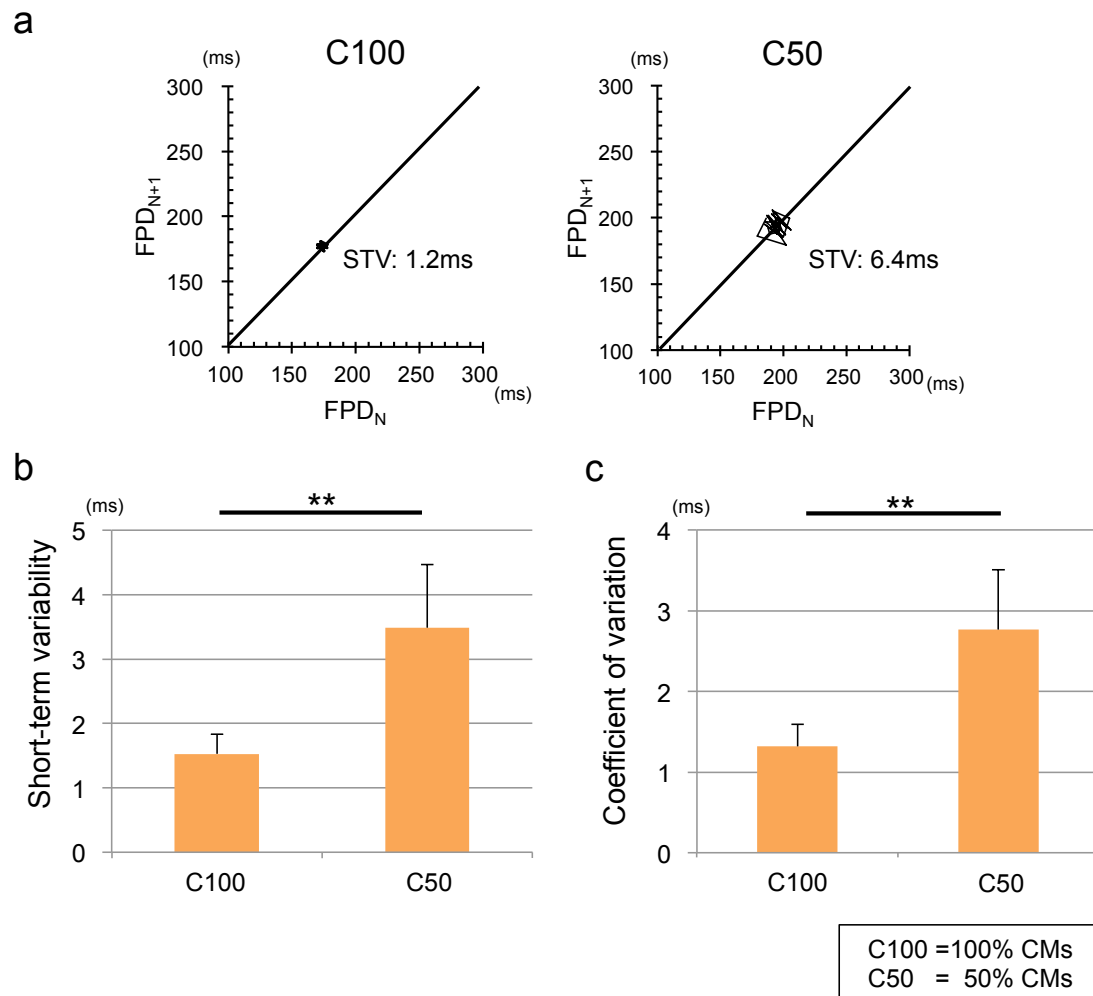 a
C100
(ms)
300
250
200
150
100
FPDN+1
STV: 1.2ms
100 150 200 250 300
(ms)
FPDN
C50
(ms)
300
250
200
150
100
FPDN+1
STV: 6.4ms
100 150 200 250 300
(ms)
FPDN
b
(ms)
**
5
4
3
2
1
0
Short-term variability
C100 C50
c
(ms)
**
4
3
2
1
0
Coefficient of variation
C100 C50
C100 =100% CMs
C50 = 50% CMs